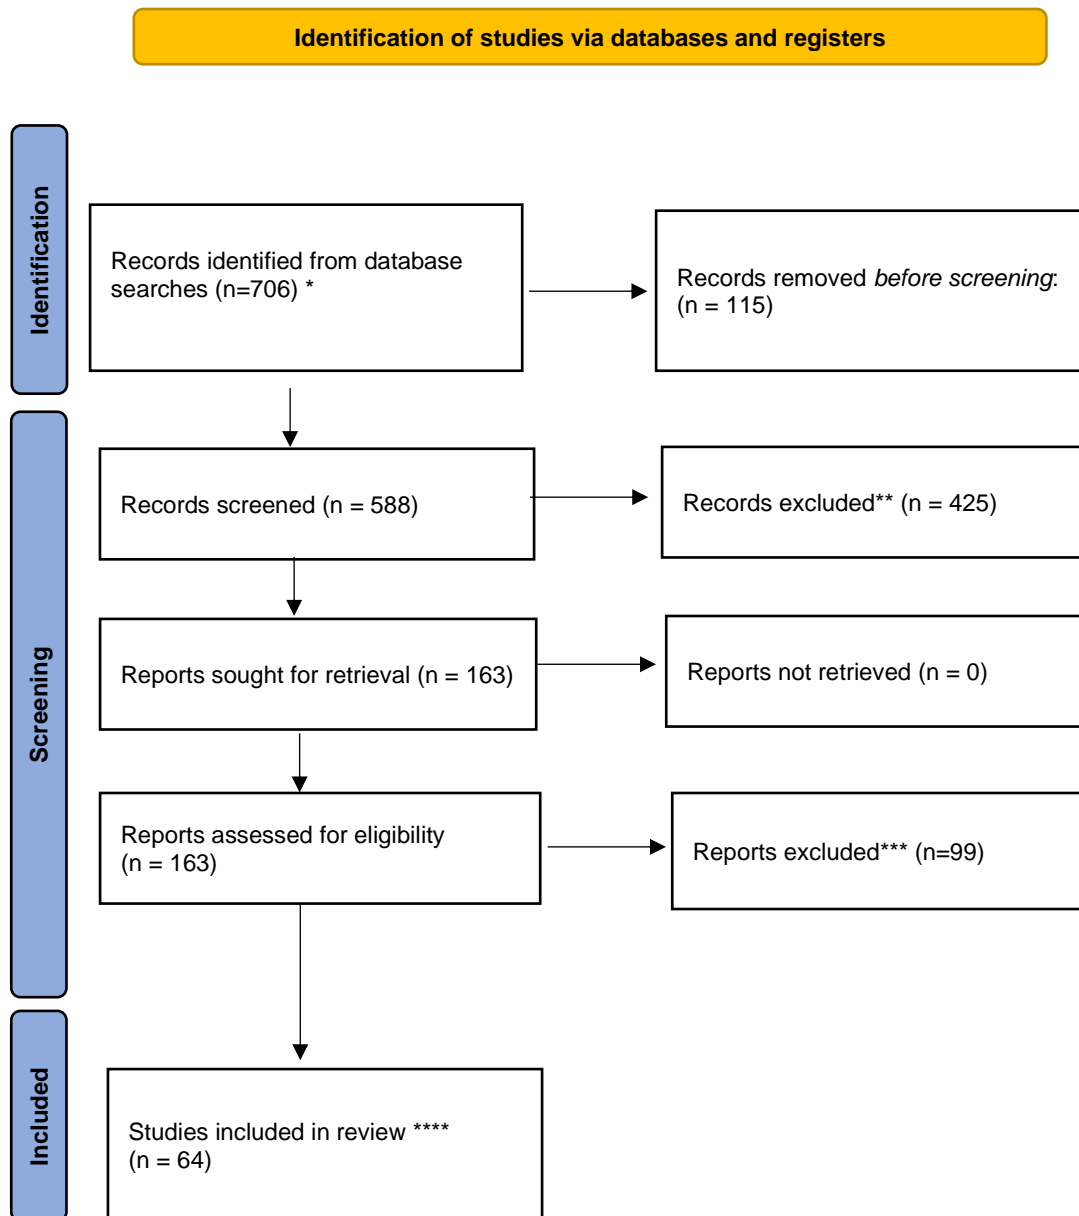 Identification of studies via databases and registers
Identification
Records identified from database
searches (n=706) *
Records removed before screening:
(n = 115)
Screening
Records screened (n = 588)
Records excluded** (n = 425)
Reports sought for retrieval (n = 163)
Reports not retrieved (n = 0)
Reports assessed for eligibility
(n = 163)
Reports excluded*** (n=99)
Included
Studies included in review ****
(n = 64)